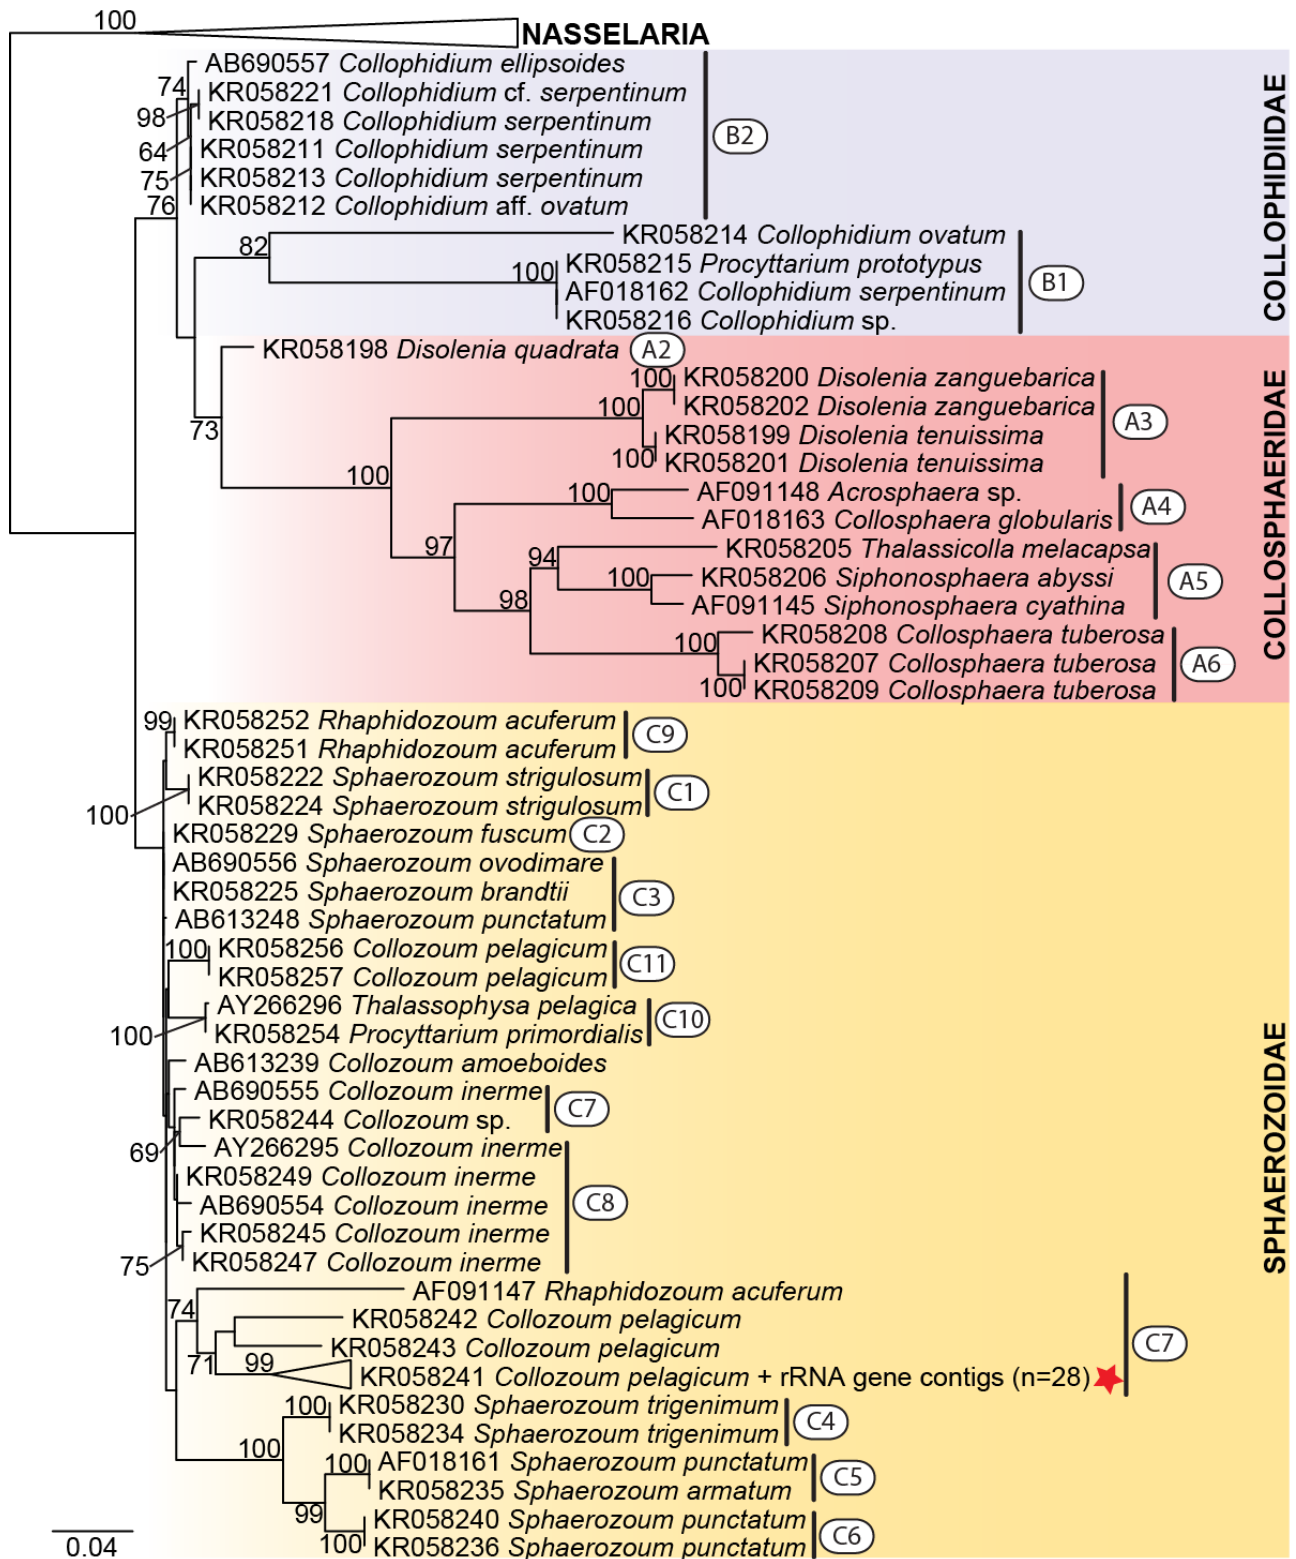 100
NASSELARIA
AB690557 Collophidium ellipsoides
74
KR058221 Collophidium cf. serpentinum
98
KR058218 Collophidium serpentinum
B2
64
KR058211 Collophidium serpentinum
75
KR058213 Collophidium serpentinum
76
KR058212 Collophidium aff. ovatum
COLLOPHIDIIDAE
82
KR058214 Collophidium ovatum
100
KR058215 Procyttarium prototypus
AF018162 Collophidium serpentinum
B1
KR058216 Collophidium sp.
KR058198 Disolenia quadrata
A2
100
KR058200 Disolenia zanguebarica
100
KR058202 Disolenia zanguebarica
A3
73
KR058199 Disolenia tenuissima
100
KR058201 Disolenia tenuissima
100
100
AF091148 Acrosphaera sp.
A4
AF018163 Collosphaera globularis
COLLOSPHAERIDAE
97
94
KR058205 Thalassicolla melacapsa
100
KR058206 Siphonosphaera abyssi
A5
98
AF091145 Siphonosphaera cyathina
100
KR058208 Collosphaera tuberosa
KR058207 Collosphaera tuberosa
A6
100
KR058209 Collosphaera tuberosa
99
KR058252 Rhaphidozoum acuferum
C9
KR058251 Rhaphidozoum acuferum
KR058222 Sphaerozoum strigulosum
C1
100
KR058224 Sphaerozoum strigulosum
KR058229 Sphaerozoum fuscum
C2
AB690556 Sphaerozoum ovodimare
KR058225 Sphaerozoum brandtii
C3
AB613248 Sphaerozoum punctatum
100
KR058256 Collozoum pelagicum
C11
KR058257 Collozoum pelagicum
AY266296 Thalassophysa pelagica
C10
100
KR058254 Procyttarium primordialis
AB613239 Collozoum amoeboides
AB690555 Collozoum inerme
C7
KR058244 Collozoum sp.
69
AY266295 Collozoum inerme
KR058249 Collozoum inerme
C8
AB690554 Collozoum inerme
KR058245 Collozoum inerme
75
KR058247 Collozoum inerme
SPHAEROZOIDAE
AF091147 Rhaphidozoum acuferum
74
KR058242 Collozoum pelagicum
KR058243 Collozoum pelagicum
C7
71
99
KR058241 Collozoum pelagicum + rRNA gene contigs (n=28)
100
KR058230 Sphaerozoum trigenimum
C4
KR058234 Sphaerozoum trigenimum
100
100
AF018161 Sphaerozoum punctatum
C5
KR058235 Sphaerozoum armatum
99
KR058240 Sphaerozoum punctatum
C6
100
KR058236 Sphaerozoum punctatum
0.04